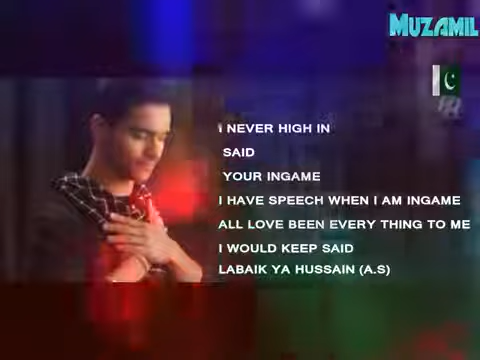 MUZAMIL
I NEVER HIGH IN
SAID
YOUR INGAME
I HAVE SPEECH WHEN I AM INGAME
ALL LOVE BEEN EVERY THING TO ME
I WOULD KEEP SAID
LABAIK YA HUSSAIN (A.S)